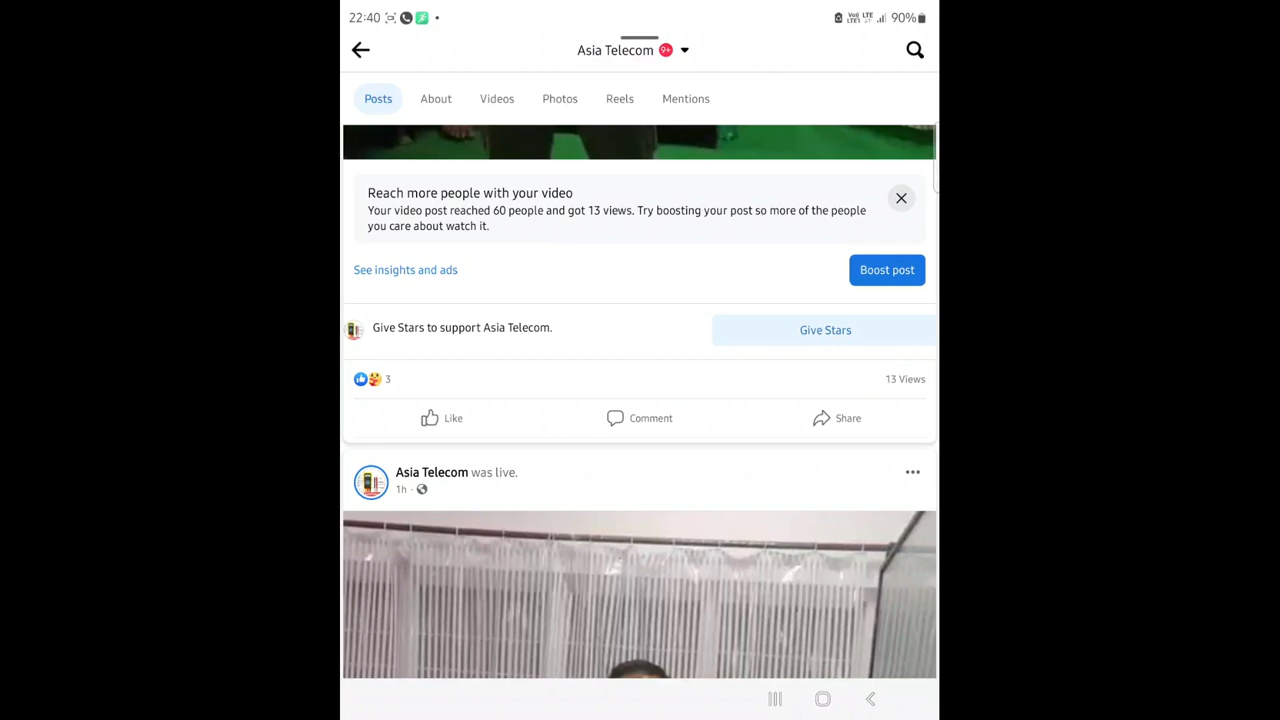 22:40
LTE 90%
Asia Telecom 9+
Posts About Videos Photos Reels Mentions
Reach more people with your video
Your video post reached 60 people and got 13 views. Try boosting your post so more of the people
you care about watch it.
See insights and ads
Boost post
Give Stars to support Asia Telecom.
Give Stars
3
13 Views
Like Comment Share
Asia Telecom was live.
1h ·